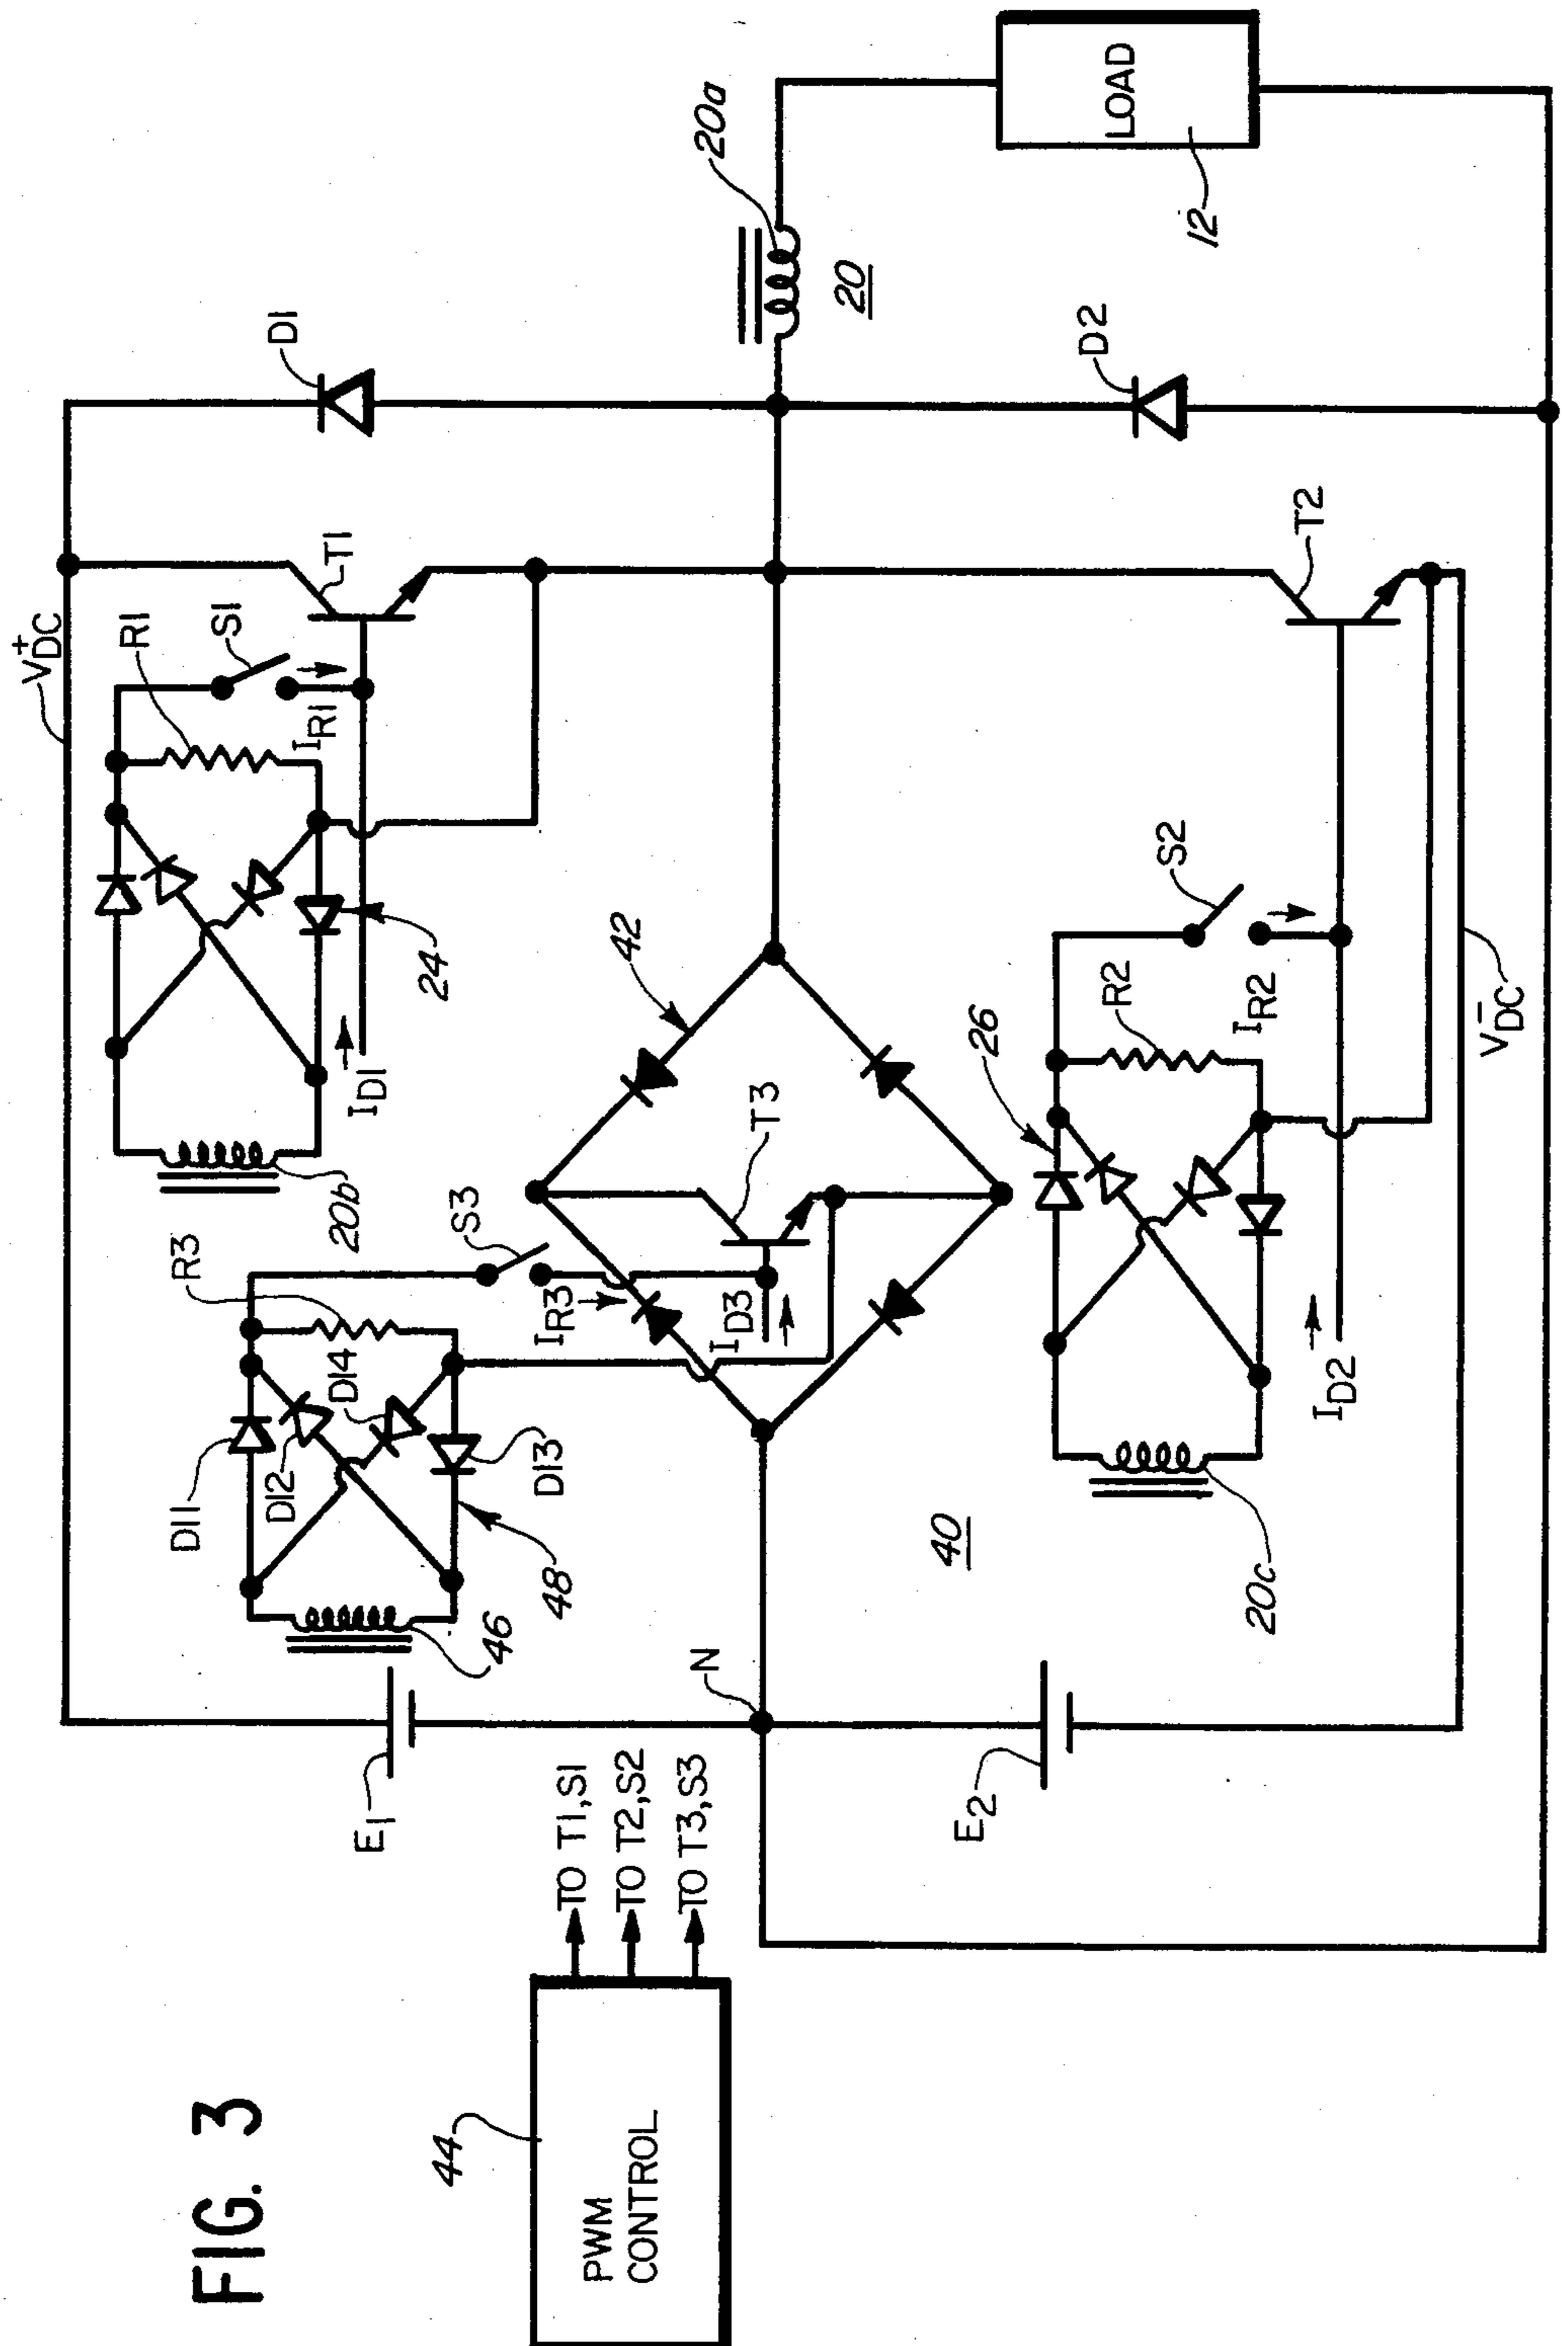 FIG. 3
V+DC
D1
T1
S1
R1
IR1
24
ID1
20b
20a
20
LOAD
12
D2
T2
42
T3
S3
R3
IR3
ID3
D11
D12
D14
D13
48
46
S2
R2
IR2
26
ID2
V-DC
40
20c
N
E1
E2
TO T1,S1
TO T2,S2
TO T3,S3
44
PWM
CONTROL